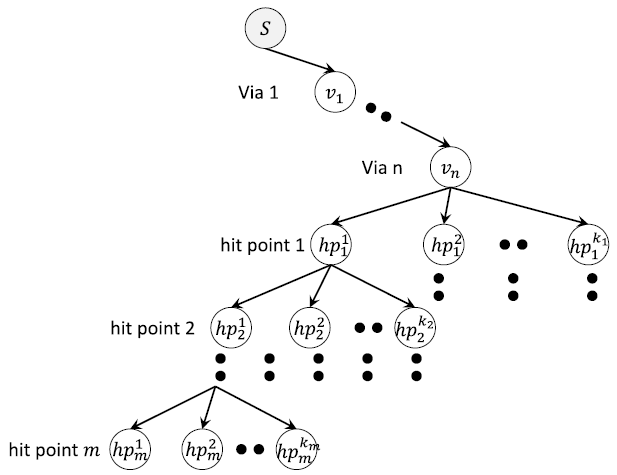 S
Via 1 v₁
Via n vₙ
hit point 1 hp₁¹ hp₁² hp₁ᵏ¹
hit point 2 hp₂¹ hp₂² hp₂ᵏ²
hit point m hpₘ¹ hpₘ² hpₘᵏᵐ